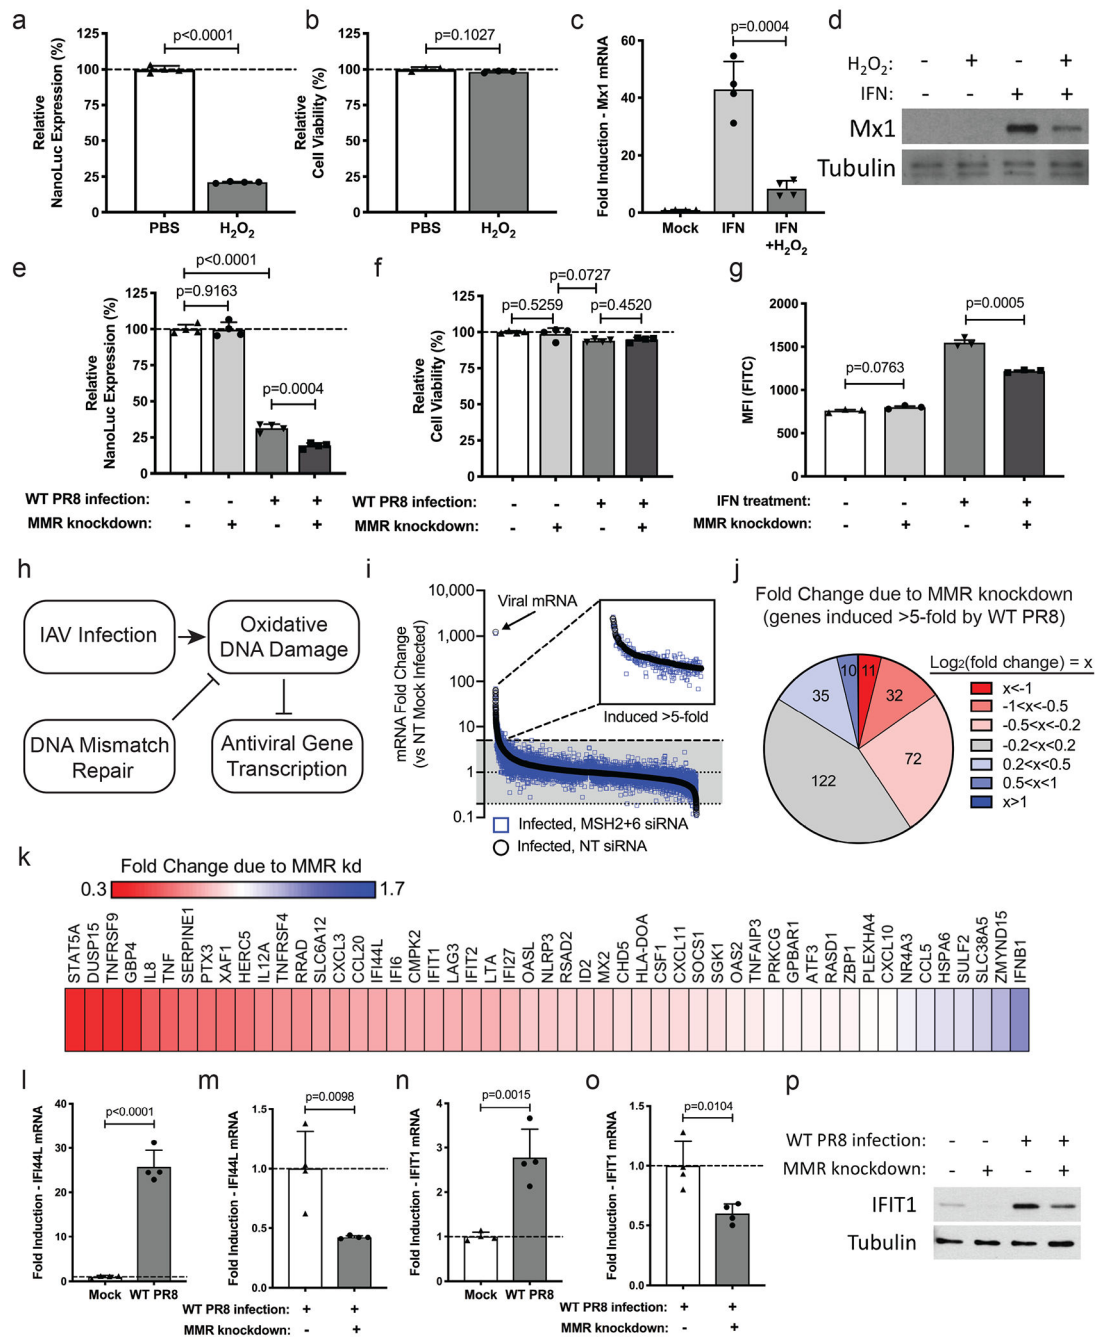 a
p<0.0001
Relative
NanoLuc Expression (%)
125
100
75
50
25
0
PBS
H2O2
b
p=0.1027
Relative
Cell Viability (%)
125
100
75
50
25
0
PBS
H2O2
c
p=0.0004
Fold Induction - Mx1 mRNA
60
40
20
0
Mock
IFN
IFN
+H2O2
d
H2O2: - + - +
IFN: - - + +
Mx1
Tubulin
e
p<0.0001
p=0.9163
p=0.0004
Relative
NanoLuc Expression (%)
125
100
75
50
25
0
WT PR8 infection: - - + +
MMR knockdown: - + - +
f
p=0.0727
p=0.5259
p=0.4520
Relative
Cell Viability (%)
125
100
75
50
25
0
WT PR8 infection: - - + +
MMR knockdown: - + - +
g
p=0.0005
p=0.0763
MFI (FITC)
2000
1500
1000
500
0
IFN treatment: - - + +
MMR knockdown: - + - +
h
IAV Infection
Oxidative
DNA Damage
DNA Mismatch
Repair
Antiviral Gene
Transcription
i
mRNA Fold Change
(vs NT Mock Infected)
10,000
1,000
100
10
1
0.1
Viral mRNA
Induced >5-fold
Infected, MSH2+6 siRNA
Infected, NT siRNA
j
Fold Change due to MMR knockdown
(genes induced >5-fold by WT PR8)
Log2(fold change) = x
x<-1
-1<x<-0.5
-0.5<x<-0.2
-0.2<x<0.2
0.2<x<0.5
0.5<x<1
x>1
10
11
35
32
72
122
k
Fold Change due to MMR kd
0.3
1.7
STAT5A
DUSP15
TNFRSF9
GBP4
IL8
TNF
SERPINE1
PTX3
XAF1
HERC5
IL12A
TNFRSF4
RRAD
SLC6A12
CXCL3
CCL20
IFI44L
IFI6
CMPK2
IFIT1
LAG3
IFIT2
LTA
IFI27
OASL
NLRP3
RSAD2
ID2
MX2
CHD5
HLA-DOA
CSF1
CXCL11
SOCS1
SGK1
OAS2
TNFAIP3
PRKCG
GPBAR1
ATF3
RASD1
ZBP1
PLEXHA4
CXCL10
NR4A3
CCL5
HSPA6
SULF2
SLC38A5
ZMYND15
IFNB1
l
p<0.0001
Fold Induction - IFI44L mRNA
40
30
20
10
0
Mock
WT PR8
m
p=0.0098
Fold Induction - IFI44L mRNA
1.5
1.0
0.5
0.0
WT PR8 infection: + +
MMR knockdown: - +
n
p=0.0015
Fold Induction - IFIT1 mRNA
4
3
2
1
0
Mock
WT PR8
o
p=0.0104
Fold Induction - IFIT1 mRNA
1.5
1.0
0.5
0.0
WT PR8 infection: + +
MMR knockdown: - +
p
WT PR8 infection: - - + +
MMR knockdown: - + - +
IFIT1
Tubulin